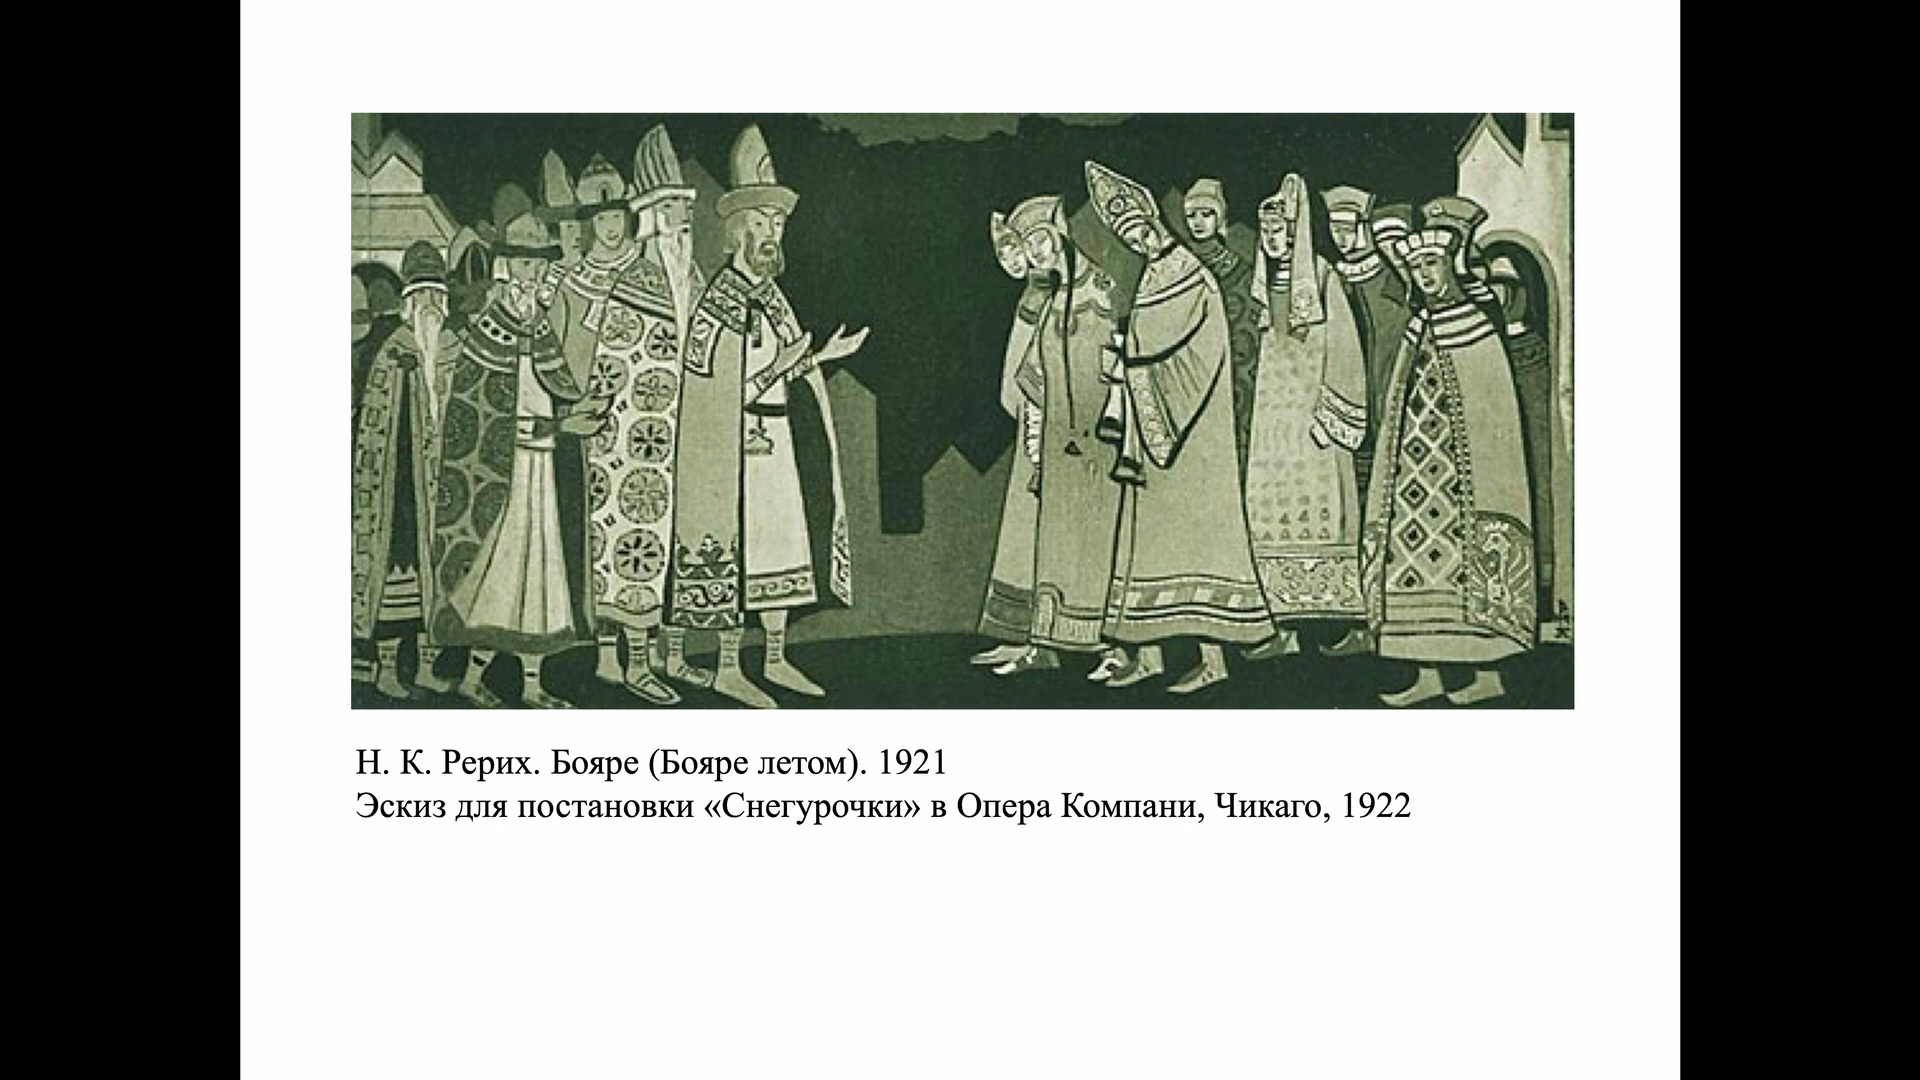 Н. К. Рерих. Бояре (Бояре летом). 1921
Эскиз для постановки «Снегурочки» в Опера Компани, Чикаго, 1922